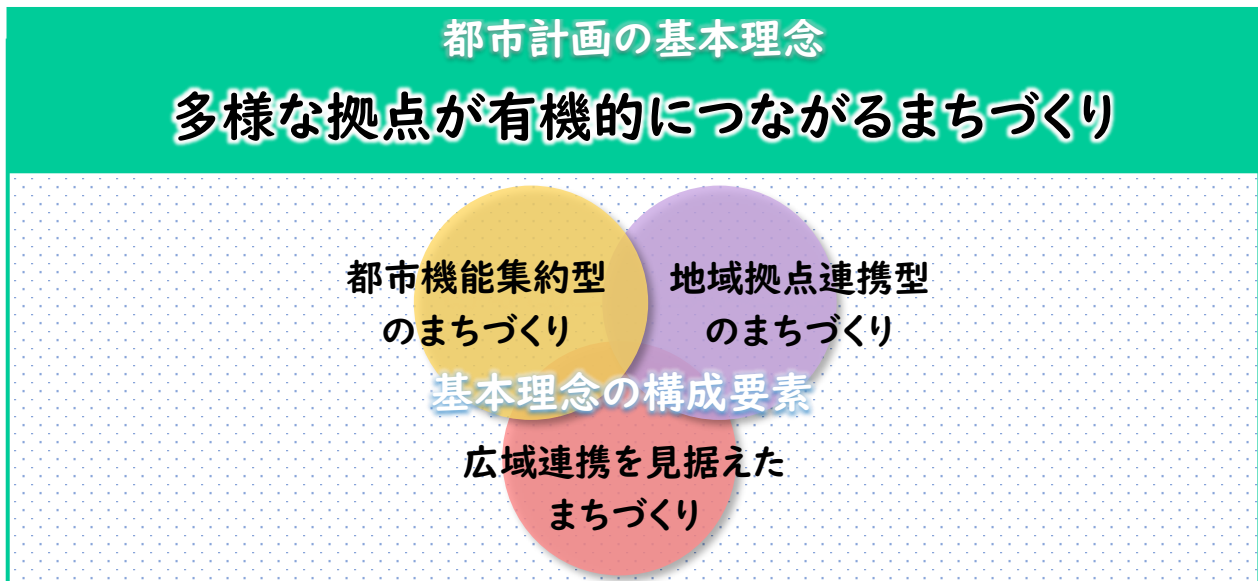 都市計画の基本理念
多様な拠点が有機的につながるまちづくり
都市機能集約型
のまちづくり
地域拠点連携型
のまちづくり
基本理念の構成要素
広域連携を見据えた
まちづくり